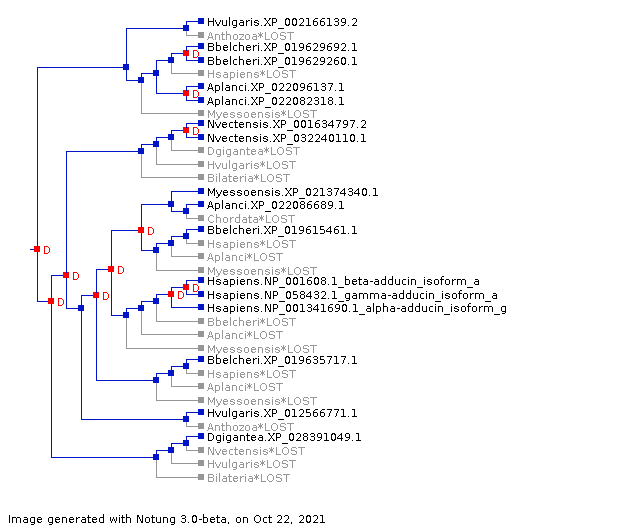 Hvulgaris.XP_002166139.2
Anthozoa*LOST
Bbelcheri.XP_019629692.1
D
Bbelcheri.XP_019629260.1
Hsapiens*LOST
Aplanci.XP_022096137.1
D
Aplanci.XP_022082318.1
Myessoensis*LOST
Nvectensis.XP_001634797.2
D
Nvectensis.XP_032240110.1
Dgigantea*LOST
Hvulgaris*LOST
Bilateria*LOST
Myessoensis.XP_021374340.1
Aplanci.XP_022086689.1
Chordata*LOST
Bbelcheri.XP_019615461.1
D
Hsapiens*LOST
D
Aplanci*LOST
Myessoensis*LOST
D
D
Hsapiens.NP_001608.1_beta-adducin_isoform_a
D
Hsapiens.NP_058432.1_gamma-adducin_isoform_a
D
D
D
Hsapiens.NP_001341690.1_alpha-adducin_isoform_g
Bbelcheri*LOST
Aplanci*LOST
Myessoensis*LOST
Bbelcheri.XP_019635717.1
Hsapiens*LOST
Aplanci*LOST
Myessoensis*LOST
Hvulgaris.XP_012566771.1
Anthozoa*LOST
Dgigantea.XP_028391049.1
Nvectensis*LOST
Hvulgaris*LOST
Bilateria*LOST
Image generated with Notung 3.0-beta, on Oct 22, 2021